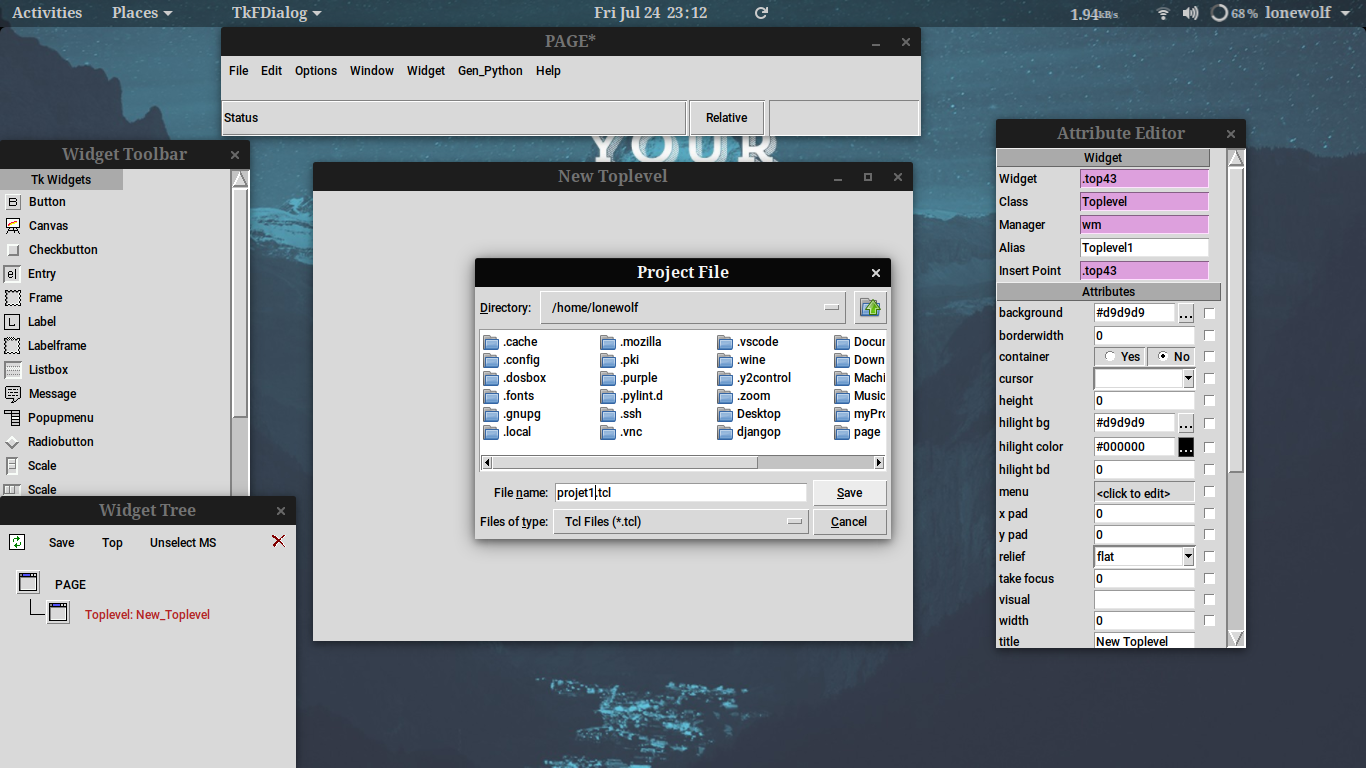 Activities Places TkFDialog Fri Jul 24 23:12 1.94kB/s 68 % lonewolf
PAGE*
File Edit Options Window Widget Gen_Python Help
Status Relative
YOUR
Widget Toolbar
Tk Widgets
Button
Canvas
Checkbutton
Entry
Frame
Label
Labelframe
Listbox
Message
Popupmenu
Radiobutton
Scale
Scale
Widget Tree
Save Top Unselect MS
PAGE
Toplevel: New_Toplevel
New Toplevel
Project File
Directory: /home/lonewolf
.cache .mozilla .vscode Docu
.config .pki .wine Down
.dosbox .purple .y2control Machi
.fonts .pylint.d .zoom Music
.gnupg .ssh Desktop myPro
.local .vnc djangop page
File name: projet1.tcl Save
Files of type: Tcl Files (*.tcl) Cancel
Attribute Editor
Widget
Widget .top43
Class Toplevel
Manager wm
Alias Toplevel1
Insert Point .top43
Attributes
background #d9d9d9 ...
borderwidth 0
container Yes No
cursor
height 0
hilight bg #d9d9d9 ...
hilight color #000000 ...
hilight bd 0
menu <click to edit>
x pad 0
y pad 0
relief flat
take focus 0
visual
width 0
title New Toplevel